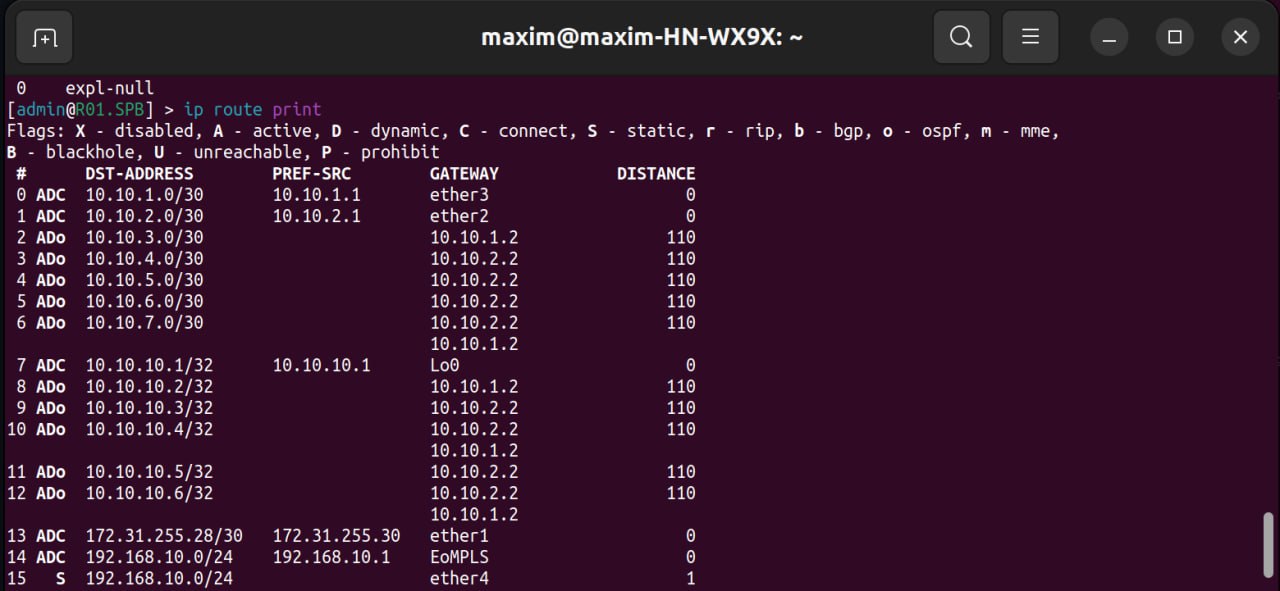 maxim@maxim-HN-WX9X: ~
0    expl-null
[admin@R01.SPB] > ip route print
Flags: X - disabled, A - active, D - dynamic, C - connect, S - static, r - rip, b - bgp, o - ospf, m - mme,
B - blackhole, U - unreachable, P - prohibit
 #      DST-ADDRESS        PREF-SRC        GATEWAY            DISTANCE
 0 ADC  10.10.1.0/30       10.10.1.1       ether3                    0
 1 ADC  10.10.2.0/30       10.10.2.1       ether2                    0
 2 ADo  10.10.3.0/30                       10.10.1.2               110
 3 ADo  10.10.4.0/30                       10.10.2.2               110
 4 ADo  10.10.5.0/30                       10.10.2.2               110
 5 ADo  10.10.6.0/30                       10.10.2.2               110
 6 ADo  10.10.7.0/30                       10.10.2.2               110
                                           10.10.1.2
 7 ADC  10.10.10.1/32      10.10.10.1      Lo0                       0
 8 ADo  10.10.10.2/32                      10.10.1.2               110
 9 ADo  10.10.10.3/32                      10.10.2.2               110
10 ADo  10.10.10.4/32                      10.10.2.2               110
                                           10.10.1.2
11 ADo  10.10.10.5/32                      10.10.2.2               110
12 ADo  10.10.10.6/32                      10.10.2.2               110
                                           10.10.1.2
13 ADC  172.31.255.28/30   172.31.255.30   ether1                    0
14 ADC  192.168.10.0/24    192.168.10.1    EoMPLS                    0
15   S  192.168.10.0/24                    ether4                    1